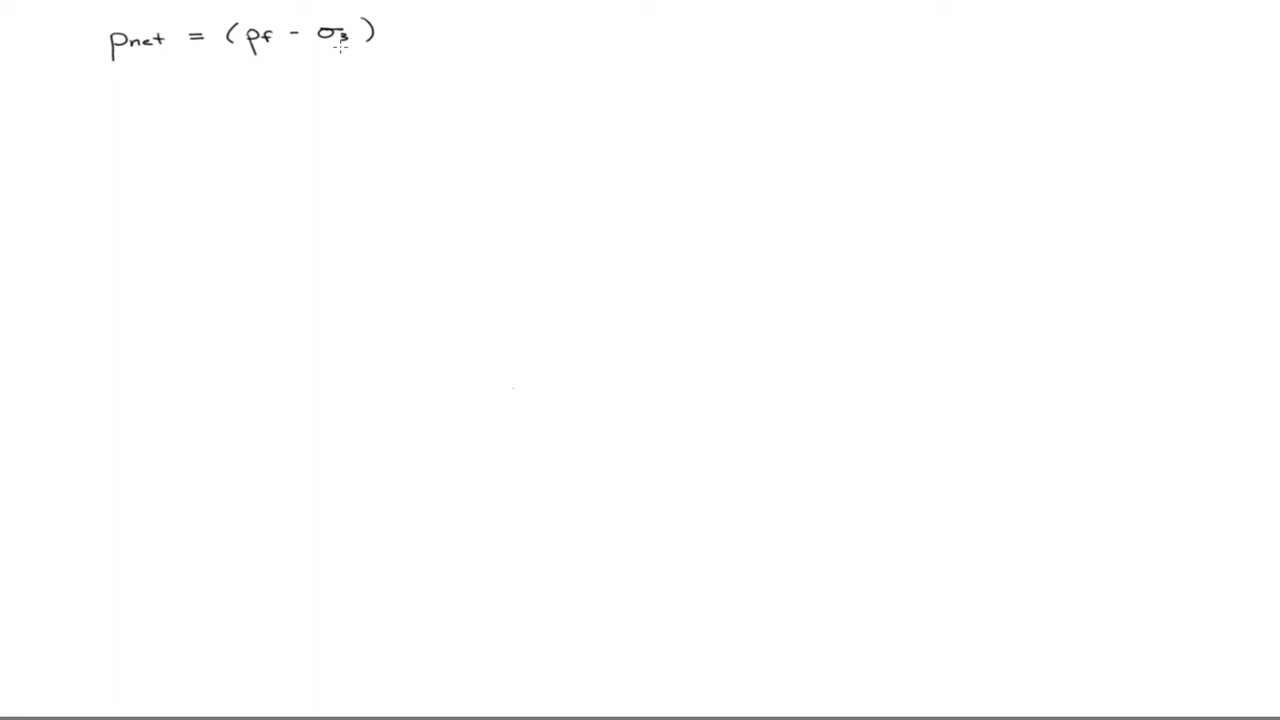 Pnet = (Pf - σ3)